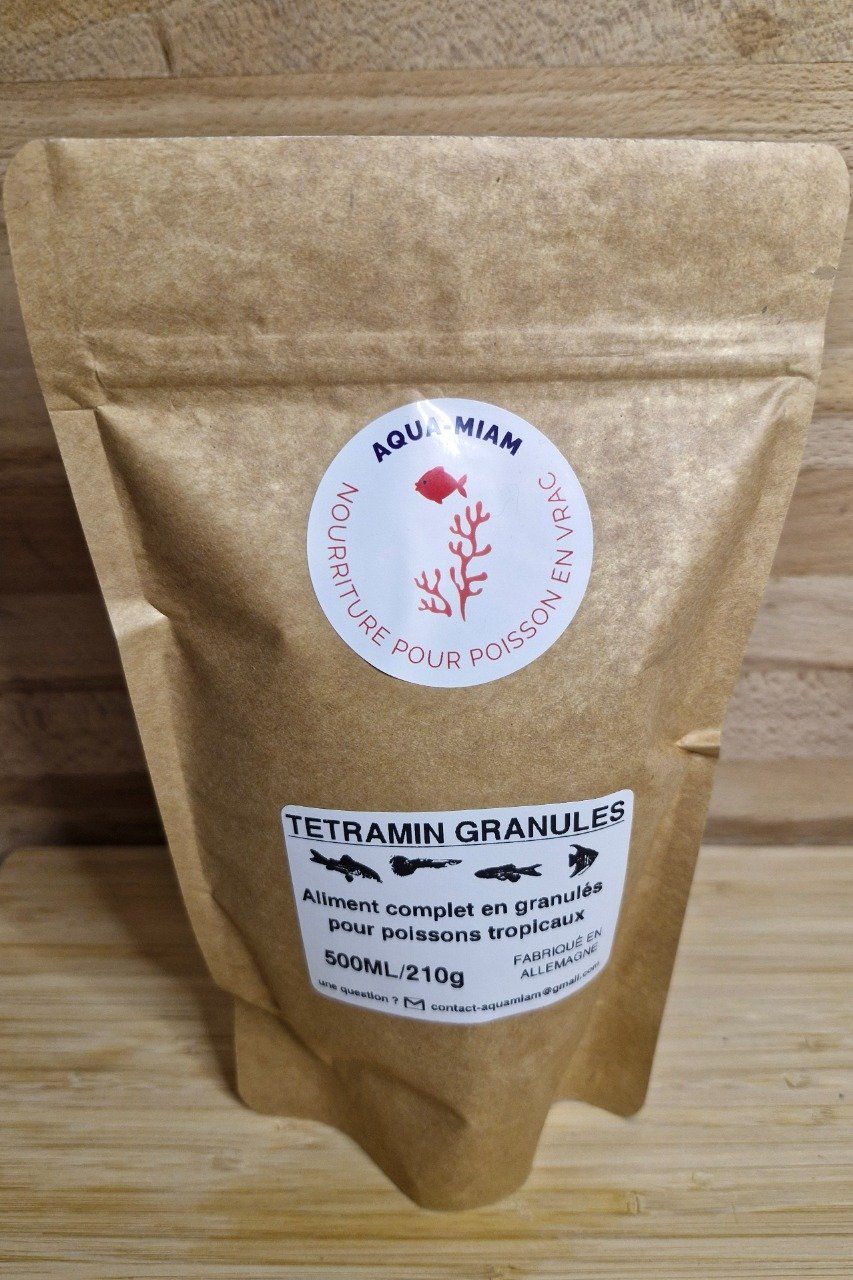 AQUA-MIAM
NOURRITURE POUR POISSON EN VRAC
TETRAMIN GRANULES
Aliment complet en granulés
pour poissons tropicaux
500ML/210g
FABRIQUÉ EN
ALLEMAGNE
une question ? contact-aquamiam@gmail.com